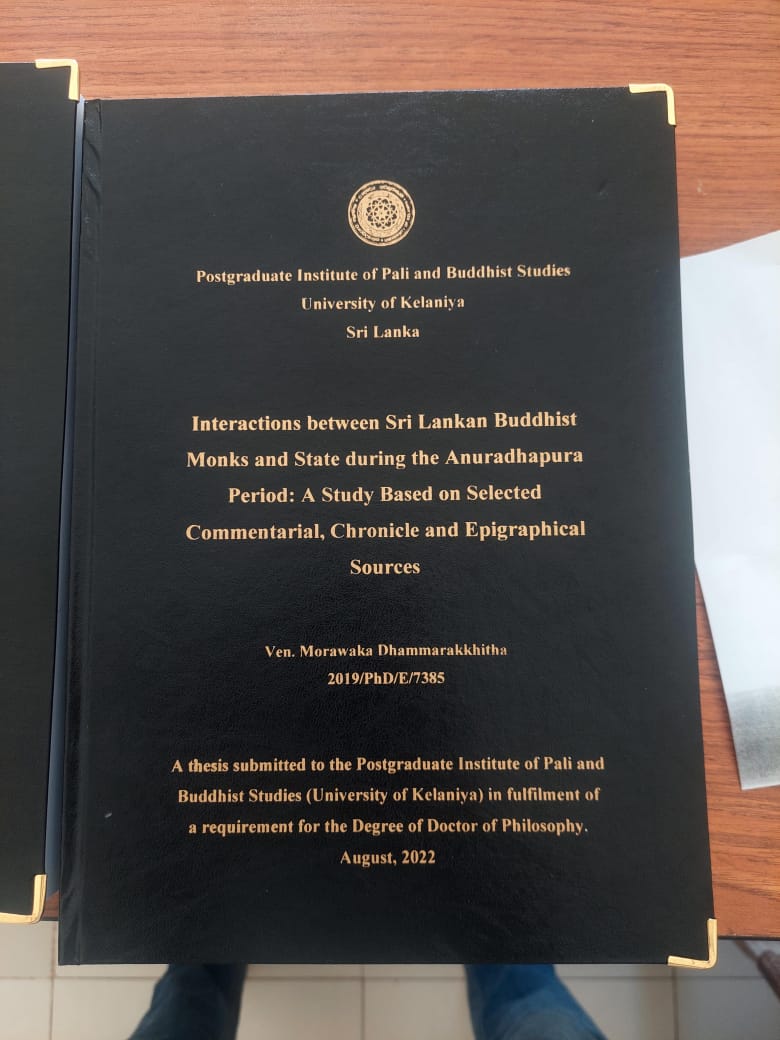 Postgraduate Institute of Pali and Buddhist Studies
University of Kelaniya
Sri Lanka
Interactions between Sri Lankan Buddhist
Monks and State during the Anuradhapura
Period: A Study Based on Selected
Commentarial, Chronicle and Epigraphical
Sources
Ven. Morawaka Dhammarakkhitha
2019/PhD/E/7385
A thesis submitted to the Postgraduate Institute of Pali and
Buddhist Studies (University of Kelaniya) in fulfilment of
a requirement for the Degree of Doctor of Philosophy.
August, 2022